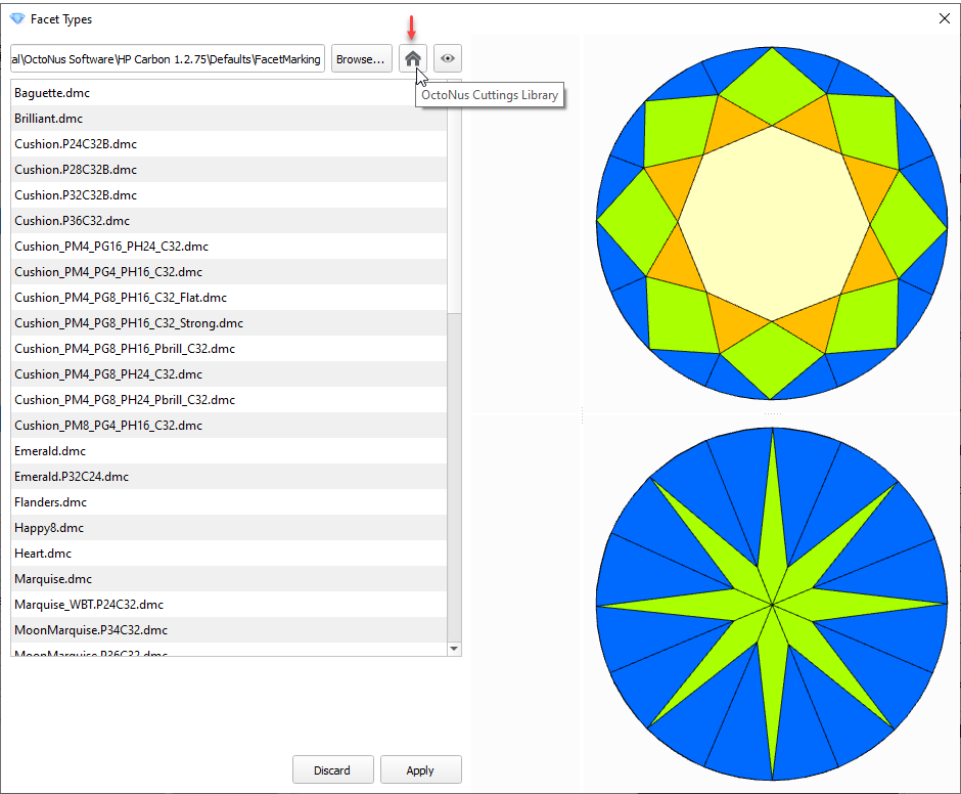 Facet Types
al\OctoNus Software\HP Carbon 1.2.75\Defaults\FacetMarking
Browse...
OctoNus Cuttings Library
Baguette.dmc
Brilliant.dmc
Cushion.P24C32B.dmc
Cushion.P28C32B.dmc
Cushion.P32C32B.dmc
Cushion.P36C32.dmc
Cushion_PM4_PG16_PH24_C32.dmc
Cushion_PM4_PG4_PH16_C32.dmc
Cushion_PM4_PG8_PH16_C32_Flat.dmc
Cushion_PM4_PG8_PH16_C32_Strong.dmc
Cushion_PM4_PG8_PH16_Pbrill_C32.dmc
Cushion_PM4_PG8_PH24_C32.dmc
Cushion_PM4_PG8_PH24_Pbrill_C32.dmc
Cushion_PM8_PG4_PH16_C32.dmc
Emerald.dmc
Emerald.P32C24.dmc
Flanders.dmc
Happy8.dmc
Heart.dmc
Marquise.dmc
Marquise_WBT.P24C32.dmc
MoonMarquise.P34C32.dmc
MoonMarquise.P36C32.dmc
Discard
Apply